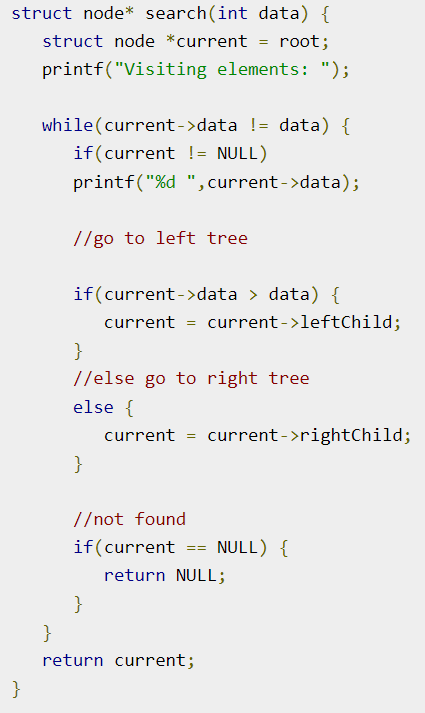 struct node* search(int data) {
   struct node *current = root;
   printf("Visiting elements: ");

   while(current->data != data) {
      if(current != NULL)
      printf("%d ",current->data);

      //go to left tree

      if(current->data > data) {
         current = current->leftChild;
      }
      //else go to right tree
      else {
         current = current->rightChild;
      }

      //not found
      if(current == NULL) {
         return NULL;
      }
   }
   return current;
}